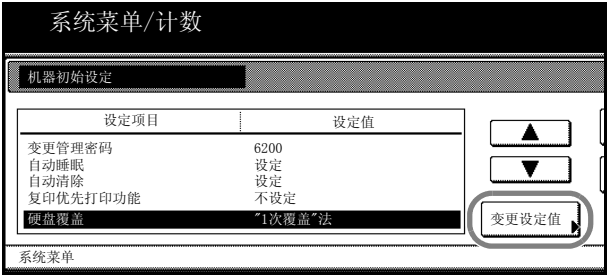 系统菜单/计数
机器初始设定
设定项目 设定值
变更管理密码 6200
自动睡眠 设定
自动清除 设定
复印优先打印功能 不设定
硬盘覆盖 "1次覆盖"法
变更设定值
系统菜单